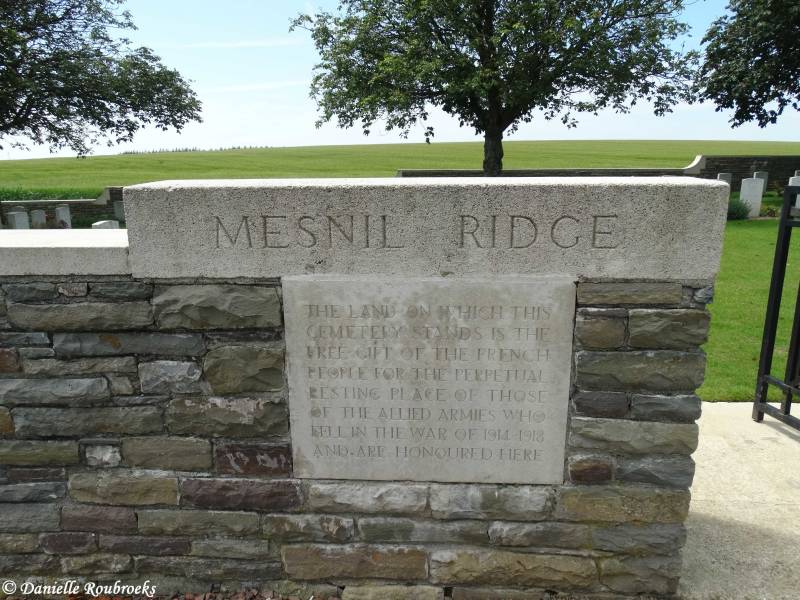 MESNIL RIDGE
THE LAND ON WHICH THIS
CEMETERY STANDS IS THE
FREE GIFT OF THE FRENCH
PEOPLE FOR THE PERPETUAL
RESTING PLACE OF THOSE
OF THE ALLIED ARMIES WHO
FELL IN THE WAR OF 1914-1918
AND ARE HONOURED HERE
© Danielle Roubroeks